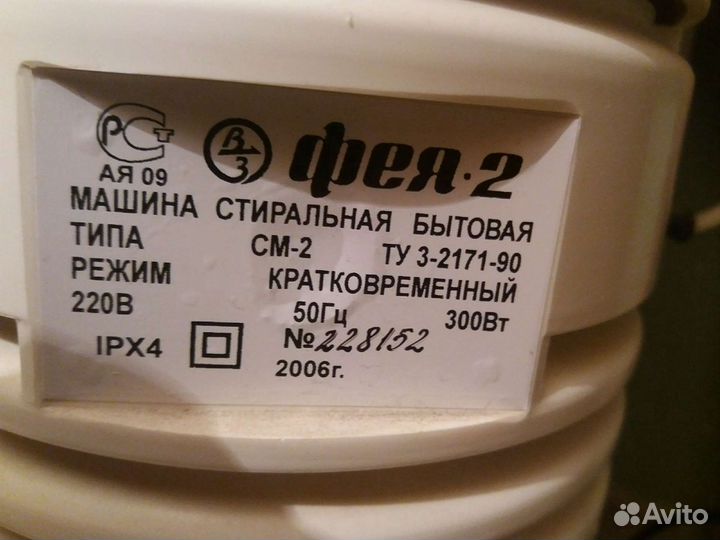 РСТ В З фея·2
АЯ 09
МАШИНА СТИРАЛЬНАЯ БЫТОВАЯ
ТИПА СМ-2 ТУ 3-2171-90
РЕЖИМ КРАТКОВРЕМЕННЫЙ
220В 50Гц 300Вт
IPX4 №228152
2006г.
Avito